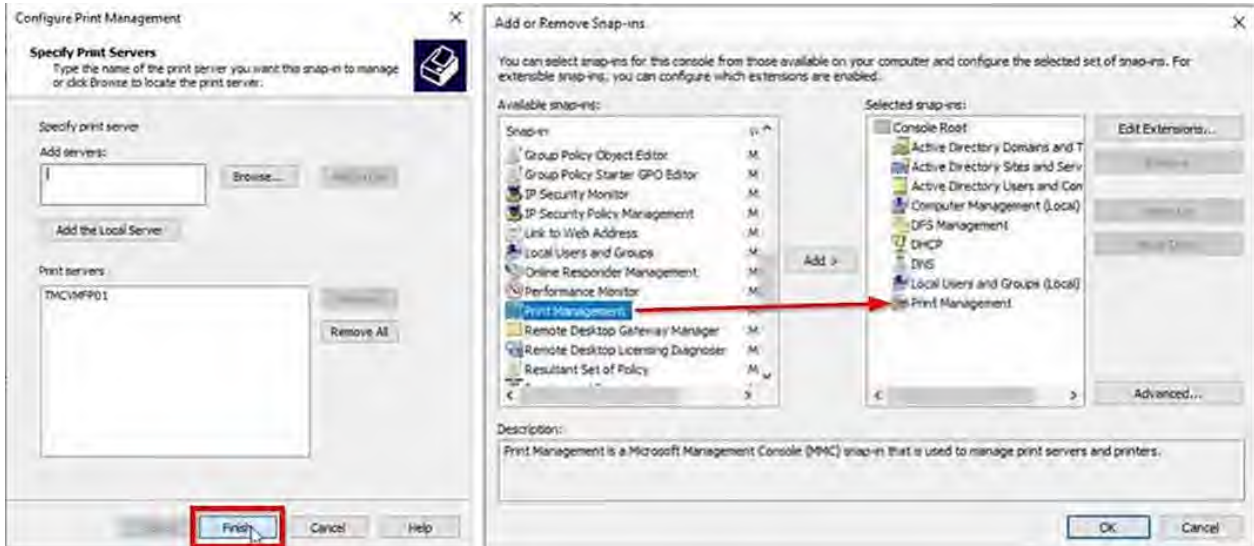 Configure Print Management
Specify Print Servers
Type the name of the print server you want this snap-in to manage
or click Browse to locate the print server.
Specify print server
Add servers:
Browse...
Add the Local Server
Print servers
TMCVMFP01
Remove All
Finish
Cancel
Help
Add or Remove Snap-ins
You can select snap-ins for this console from those available on your computer and configure the selected set of snap-ins. For
extensible snap-ins, you can configure which extensions are enabled.
Available snap-ins:
Snap-in
Group Policy Object Editor M
Group Policy Starter GPO Editor M
IP Security Monitor M
IP Security Policy Management M
Link to Web Address M
Local Users and Groups M
Online Responder Management M
Performance Monitor M
Print Management
Remote Desktop Gateway Manager M
Remote Desktop Licensing Diagnoser M
Resultant Set of Policy M
Add >
Selected snap-ins:
Console Root
Active Directory Domains and T
Active Directory Sites and Serv
Active Directory Users and Con
Computer Management (Local)
DFS Management
DHCP
DNS
Local Users and Groups (Local)
Print Management
Edit Extensions...
Advanced...
Description:
Print Management is a Microsoft Management Console (MMC) snap-in that is used to manage print servers and printers.
OK
Cancel